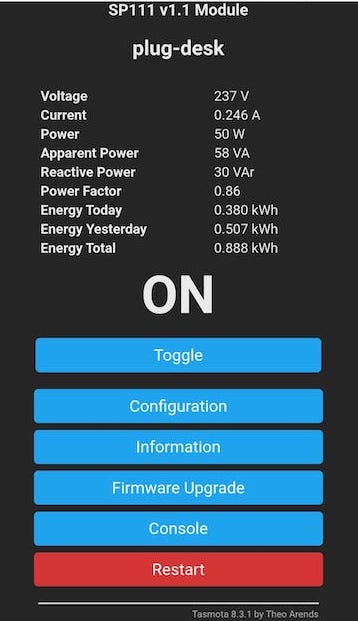 SP111 v1.1 Module
plug-desk
Voltage 237 V
Current 0.246 A
Power 50 W
Apparent Power 58 VA
Reactive Power 30 VAr
Power Factor 0.86
Energy Today 0.380 kWh
Energy Yesterday 0.507 kWh
Energy Total 0.888 kWh
ON
Toggle
Configuration
Information
Firmware Upgrade
Console
Restart
Tasmota 8.3.1 by Theo Arends